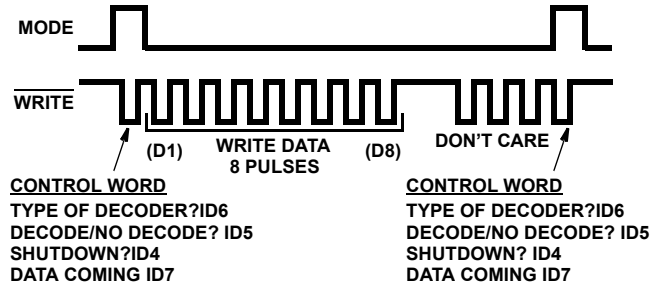 MODE
WRITE
(D1)
WRITE DATA
8 PULSES
(D8)
DON'T CARE
CONTROL WORD
TYPE OF DECODER?ID6
DECODE/NO DECODE? ID5
SHUTDOWN?ID4
DATA COMING ID7
CONTROL WORD
TYPE OF DECODER?ID6
DECODE/NO DECODE? ID5
SHUTDOWN? ID4
DATA COMING ID7